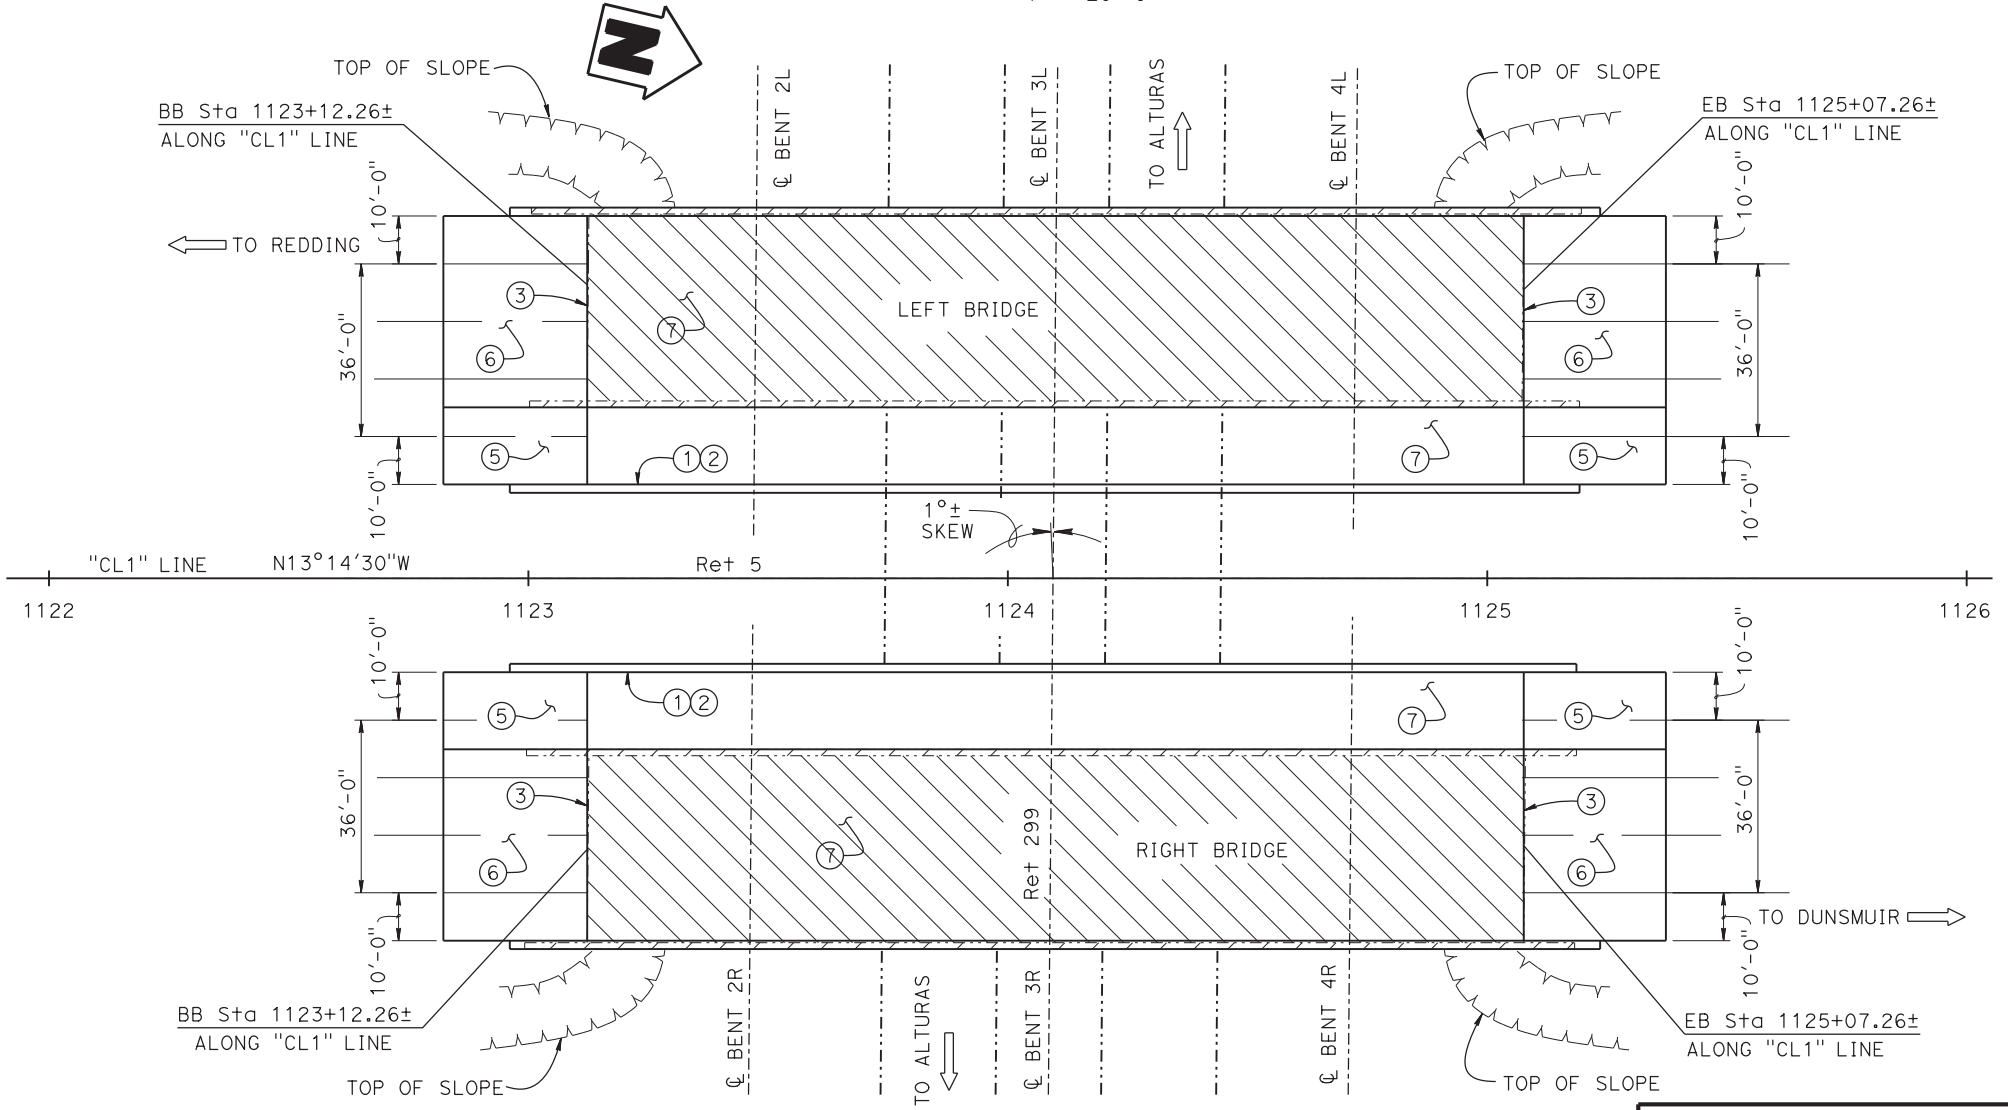 N
TOP OF SLOPE
BB Sta 1123+12.26±
ALONG "CL1" LINE
℄ BENT 2L
℄ BENT 3L
TO ALTURAS
℄ BENT 4L
TOP OF SLOPE
EB Sta 1125+07.26±
ALONG "CL1" LINE
10'-0"
10'-0"
TO REDDING
3
7
LEFT BRIDGE
3
36'-0"
6
6
36'-0"
5
1 2
7
5
10'-0"
10'-0"
1°±
SKEW
"CL1" LINE
N13°14'30"W
Ret 5
1122
1123
1124
1125
1126
10'-0"
10'-0"
5
1 2
7
5
3
3
36'-0"
Ret 299
RIGHT BRIDGE
36'-0"
6
7
6
TO DUNSMUIR
10'-0"
10'-0"
BB Sta 1123+12.26±
ALONG "CL1" LINE
℄ BENT 2R
TO ALTURAS
℄ BENT 3R
℄ BENT 4R
EB Sta 1125+07.26±
ALONG "CL1" LINE
TOP OF SLOPE
TOP OF SLOPE